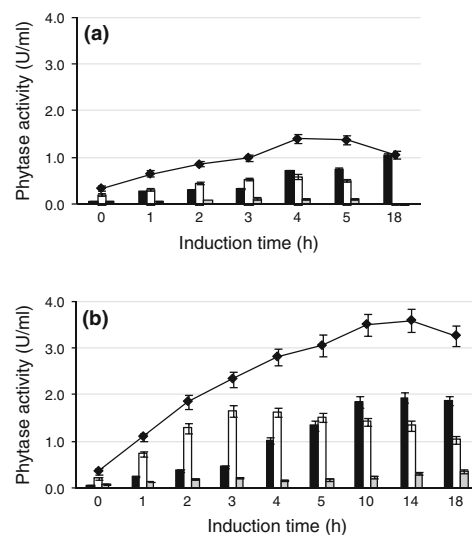 (a)
Phytase activity (U/ml)
4.0
3.0
2.0
1.0
0.0
0 1 2 3 4 5 18
Induction time (h)
(b)
Phytase activity (U/ml)
4.0
3.0
2.0
1.0
0.0
0 1 2 3 4 5 10 14 18
Induction time (h)